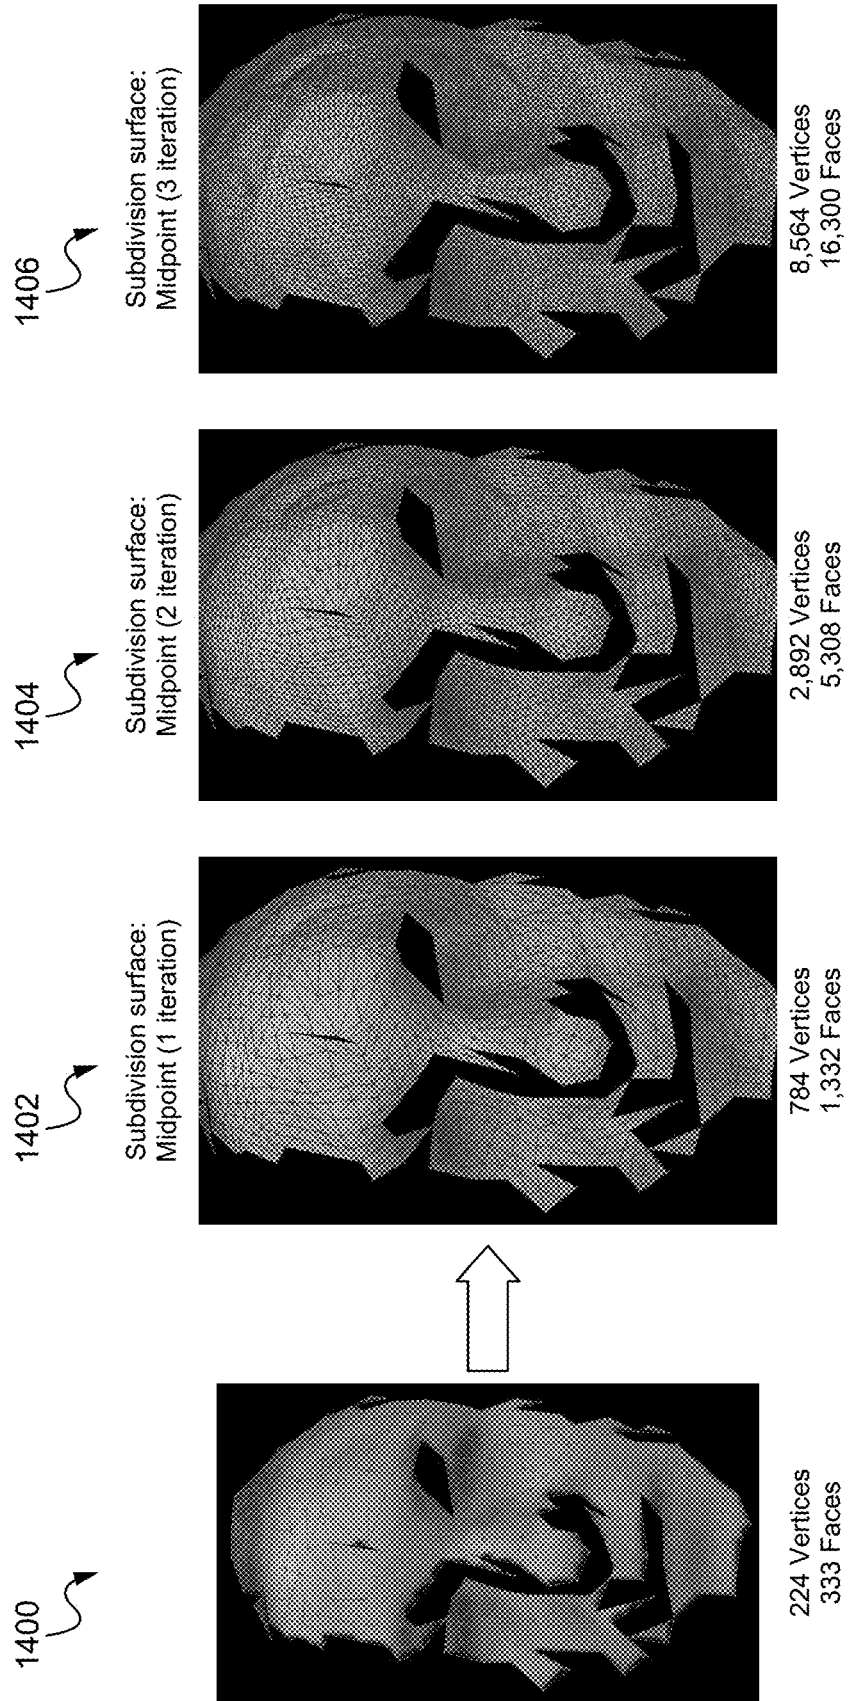 1400
224 Vertices
333 Faces
1402
Subdivision surface:
Midpoint (1 iteration)
784 Vertices
1,332 Faces
1404
Subdivision surface:
Midpoint (2 iteration)
2,892 Vertices
5,308 Faces
1406
Subdivision surface:
Midpoint (3 iteration)
8,564 Vertices
16,300 Faces